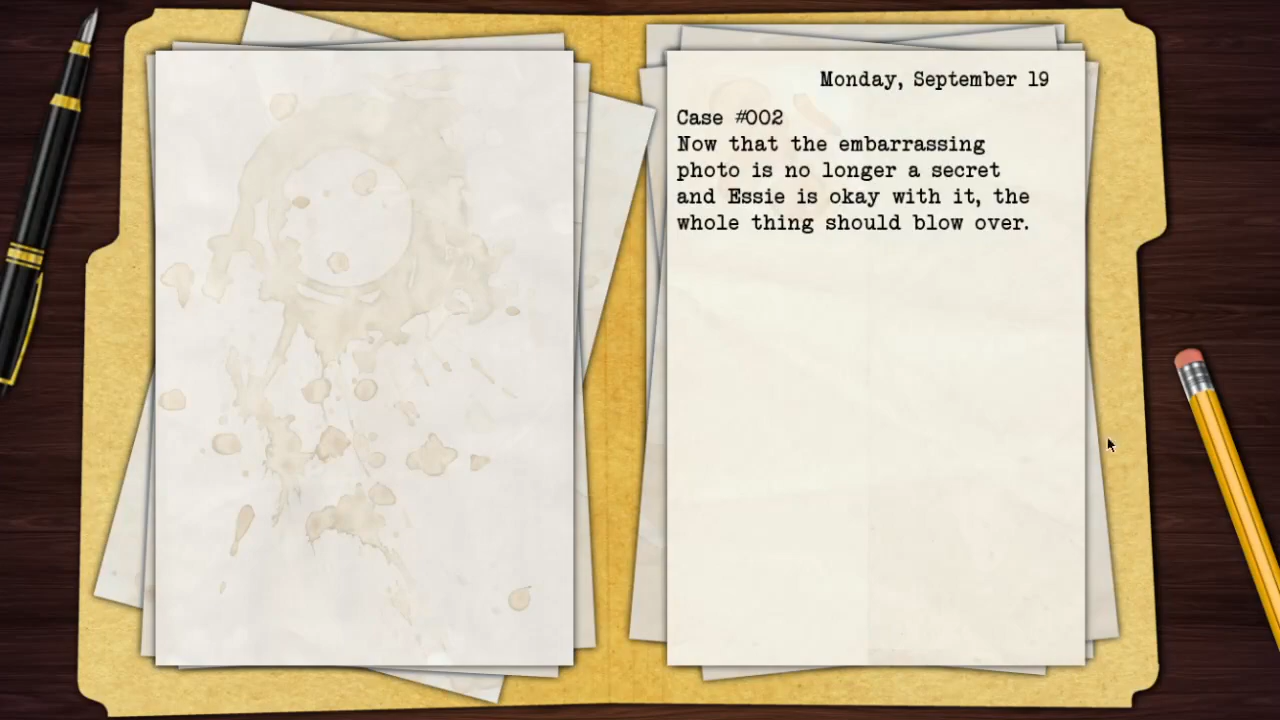 Monday, September 19
Case #002
Now that the embarrassing
photo is no longer a secret
and Essie is okay with it, the
whole thing should blow over.